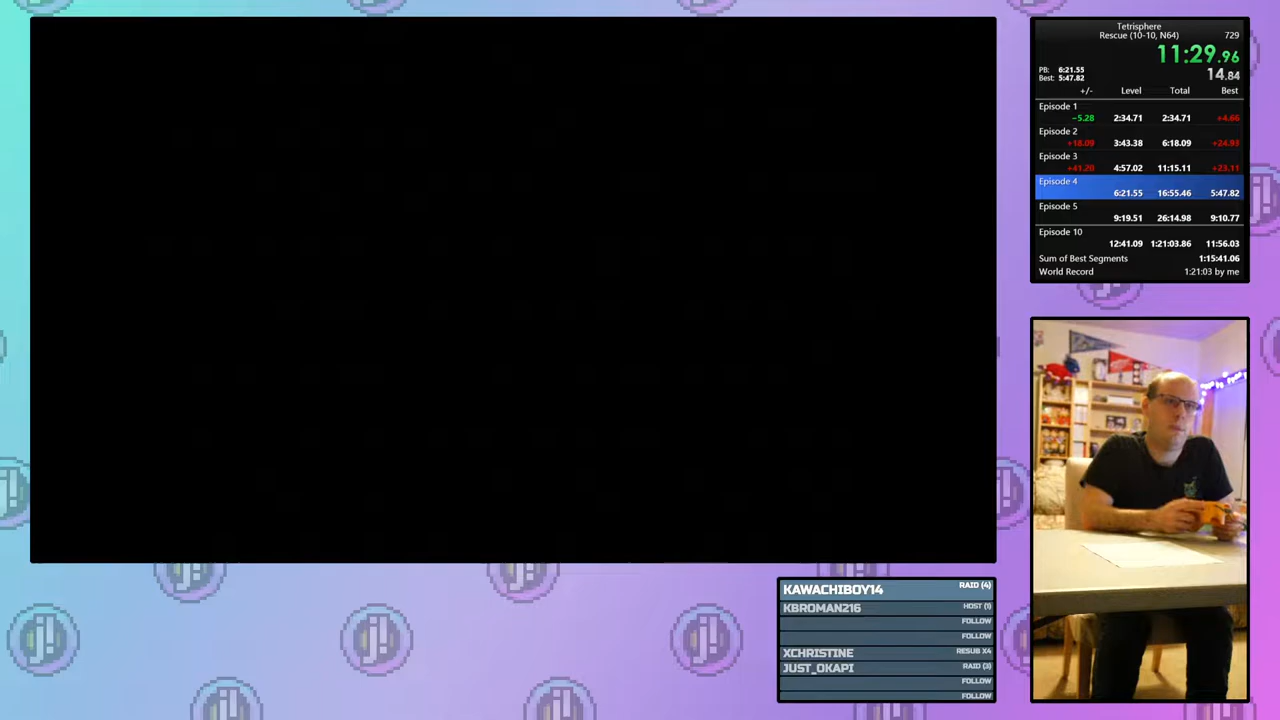 Tetrisphere
Rescue (10-10, N64) 729
11:29.96
PB: 6:21.55
Best: 5:47.82
14.84
+/- Level Total Best
Episode 1
−5.28 2:34.71 2:34.71 +4.66
Episode 2
+18.09 3:43.38 6:18.09 +24.93
Episode 3
+41.20 4:57.02 11:15.11 +23.11
Episode 4
6:21.55 16:55.46 5:47.82
Episode 5
9:19.51 26:14.98 9:10.77
Episode 10
12:41.09 1:21:03.86 11:56.03
Sum of Best Segments 1:15:41.06
World Record 1:21:03 by me
KAWACHIBOY14 RAID (4)
KBROMAN216 HOST (1)
FOLLOW
FOLLOW
XCHRISTINE RESUB X4
JUST_OKAPI RAID (3)
FOLLOW
FOLLOW